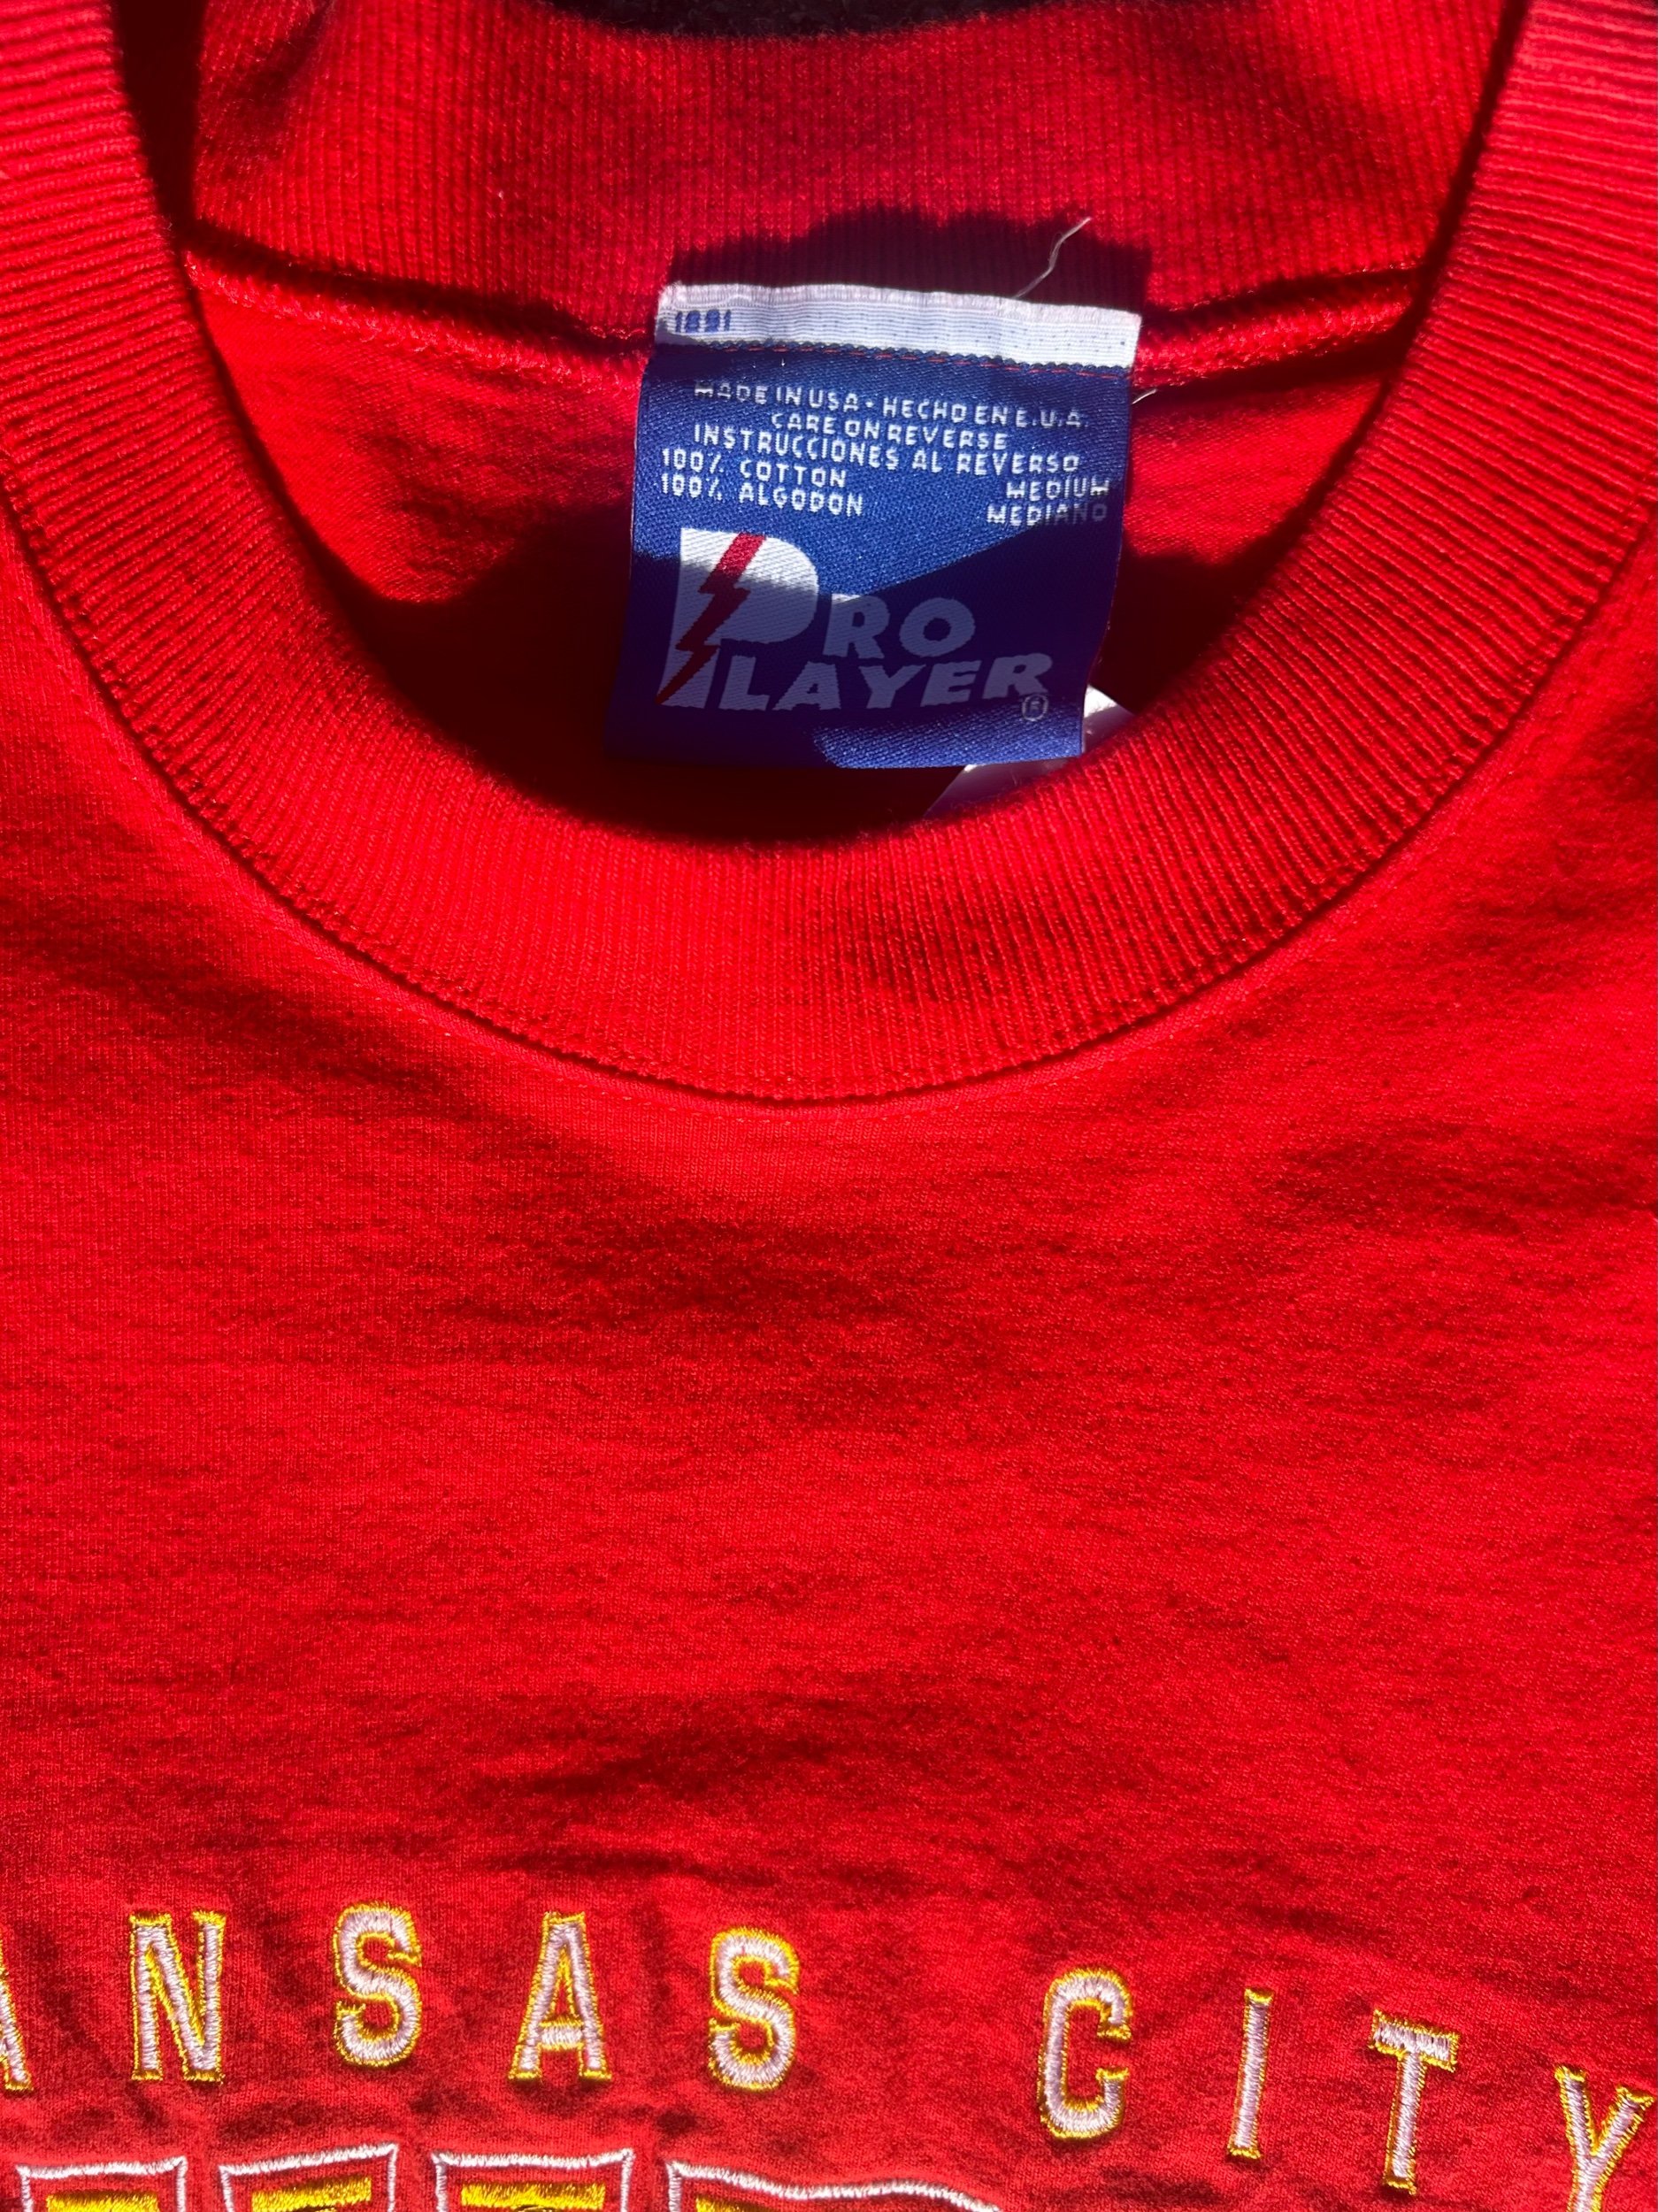 1891
MADE IN USA - HECHO EN E.U.A.
CARE ON REVERSE
INSTRUCCIONES AL REVERSO
100% COTTON
100% ALGODON
MEDIUM
MEDIANO
PRO
PLAYER®
ANSAS CITY